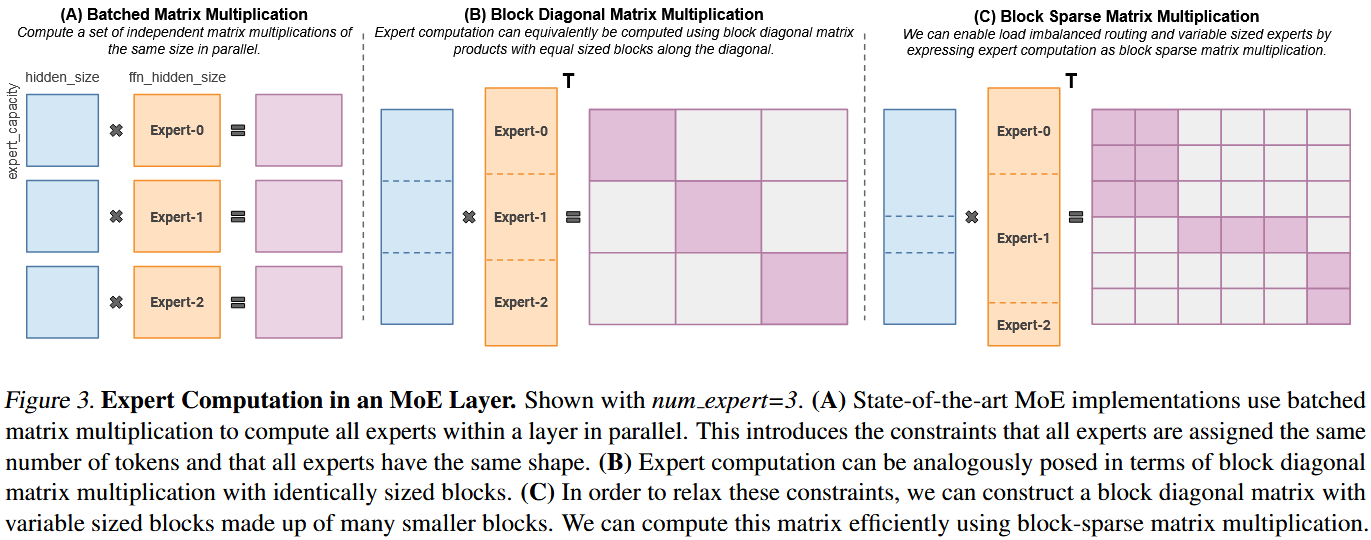 (A) Batched Matrix Multiplication
Compute a set of independent matrix multiplications of
the same size in parallel.
hidden_size
ffn_hidden_size
expert_capacity
Expert-0
Expert-1
Expert-2
(B) Block Diagonal Matrix Multiplication
Expert computation can equivalently be computed using block diagonal matrix
products with equal sized blocks along the diagonal.
T
Expert-0
Expert-1
Expert-2
(C) Block Sparse Matrix Multiplication
We can enable load imbalanced routing and variable sized experts by
expressing expert computation as block sparse matrix multiplication.
T
Expert-0
Expert-1
Expert-2
Figure 3. Expert Computation in an MoE Layer. Shown with num_expert=3. (A) State-of-the-art MoE implementations use batched
matrix multiplication to compute all experts within a layer in parallel. This introduces the constraints that all experts are assigned the same
number of tokens and that all experts have the same shape. (B) Expert computation can be analogously posed in terms of block diagonal
matrix multiplication with identically sized blocks. (C) In order to relax these constraints, we can construct a block diagonal matrix with
variable sized blocks made up of many smaller blocks. We can compute this matrix efficiently using block-sparse matrix multiplication.